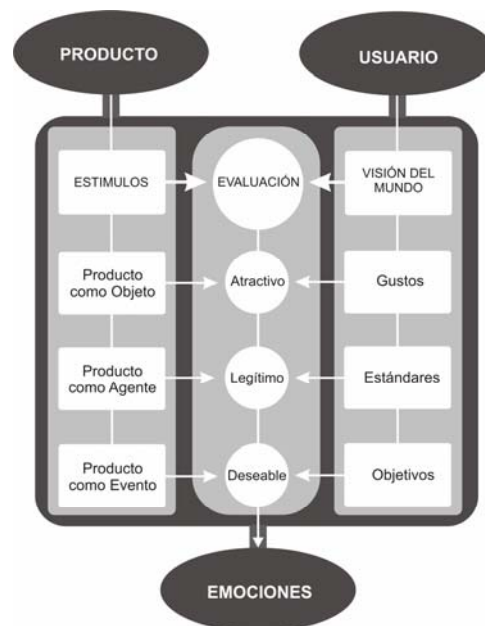 PRODUCTO
USUARIO
ESTIMULOS
EVALUACIÓN
VISIÓN DEL
MUNDO
Producto
como Objeto
Atractivo
Gustos
Producto
como Agente
Legítimo
Estándares
Producto
como Evento
Deseable
Objetivos
EMOCIONES